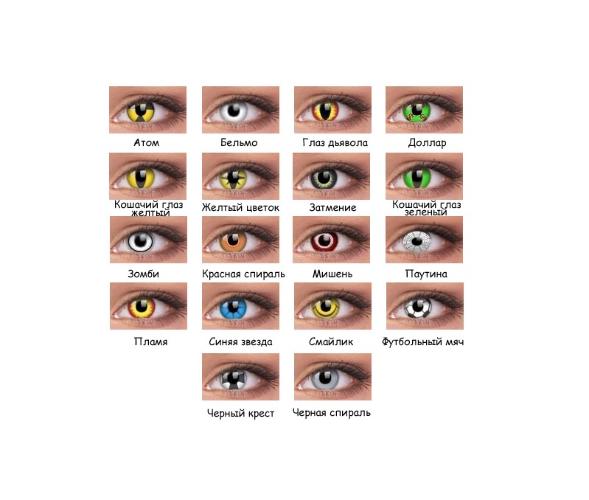 Атом Бельмо Глаз дьявола Доллар
Кошачий глаз желтый Желтый цветок Затмение Кошачий глаз зеленый
Зомби Красная спираль Мишень Паутина
Пламя Синяя звезда Смайлик Футбольный мяч
Черный крест Черная спираль